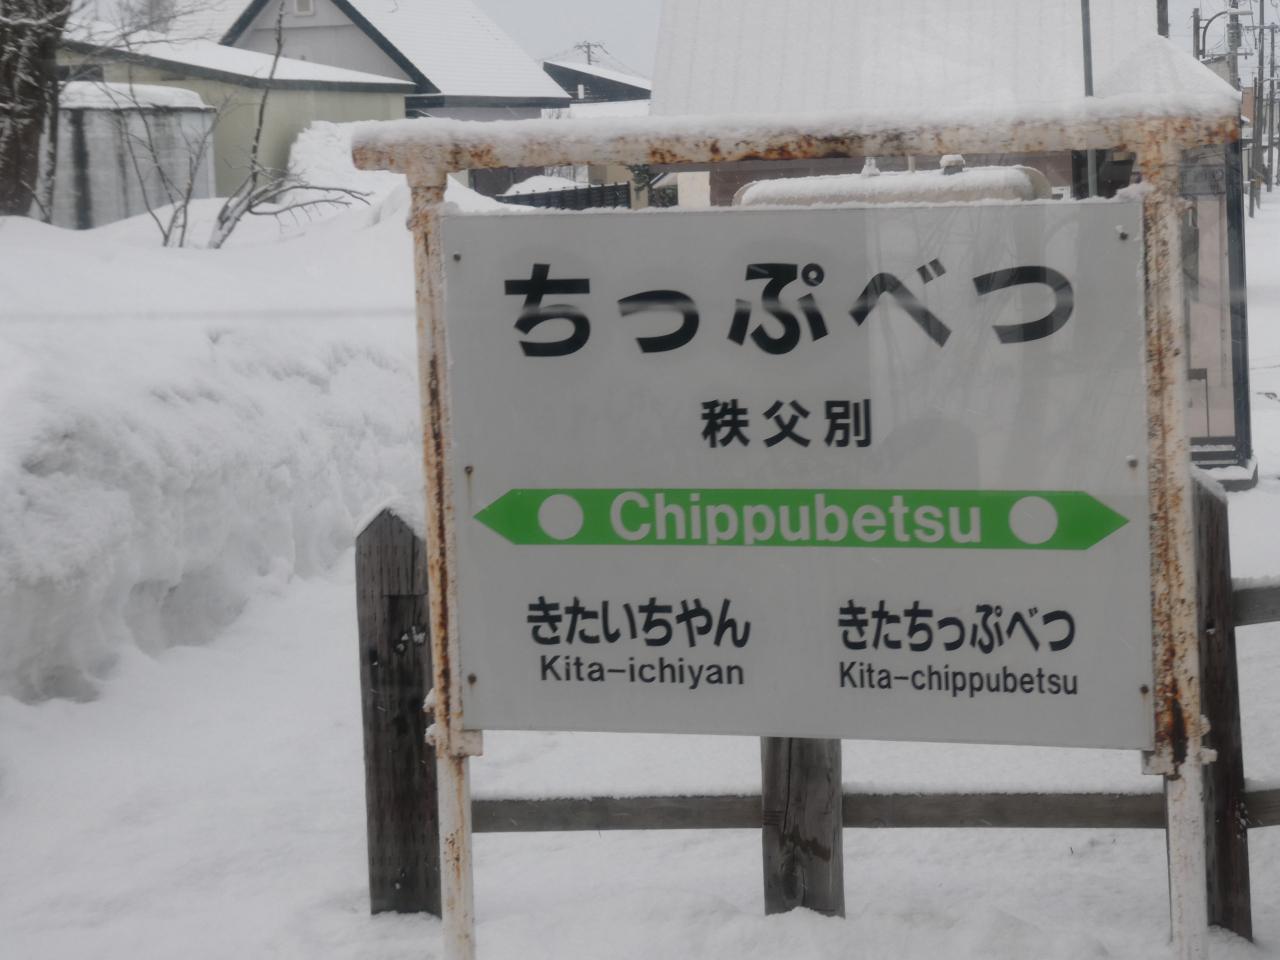 ちっぷべつ
秩父別
Chippubetsu
きたいちやん きたちっぷべつ
Kita-ichiyan Kita-chippubetsu